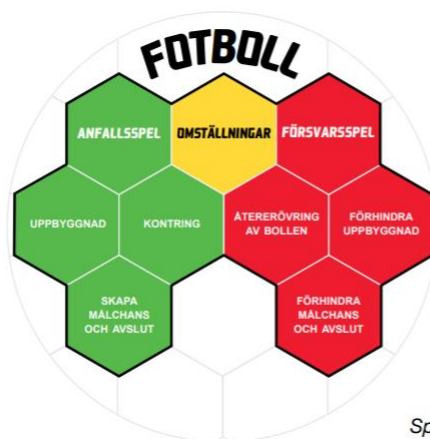 FOTBOLL
ANFALLSSPEL
OMSTÄLLNINGAR
FÖRSVARSSPEL
UPPBYGGNAD
KONTRING
ÅTERERÖVRING
AV BOLLEN
FÖRHINDRA
UPPBYGGNAD
SKAPA
MÅLCHANS
OCH AVSLUT
FÖRHINDRA
MÅLCHANS
OCH AVSLUT
Sp